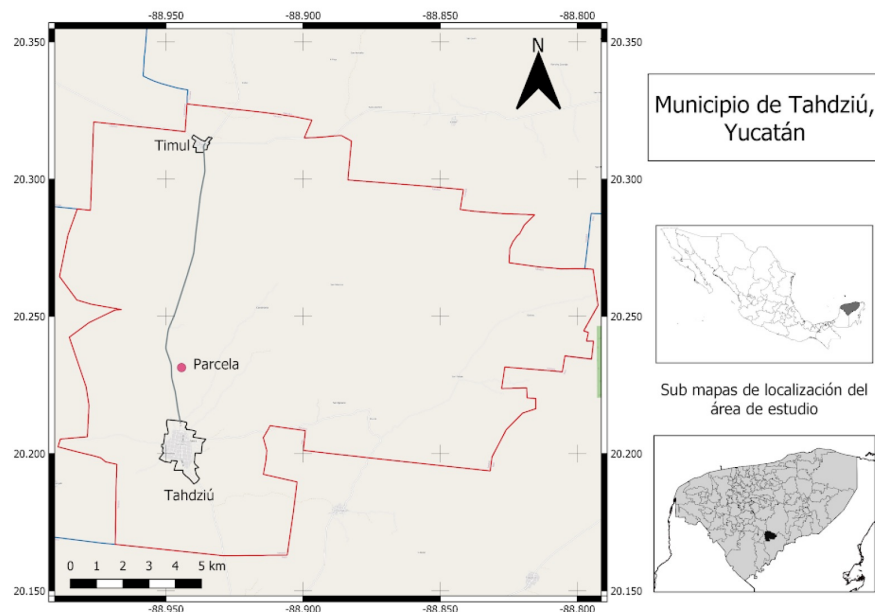 -88.950 -88.900 -88.850 -88.800
20.350 20.350
N
Municipio de Tahdziú,
Yucatán
Timul
20.300 20.300
20.250 20.250
Parcela
Sub mapas de localización del
área de estudio
20.200 20.200
Tahdziú
0 1 2 3 4 5 km
20.150 20.150
-88.950 -88.900 -88.850 -88.800